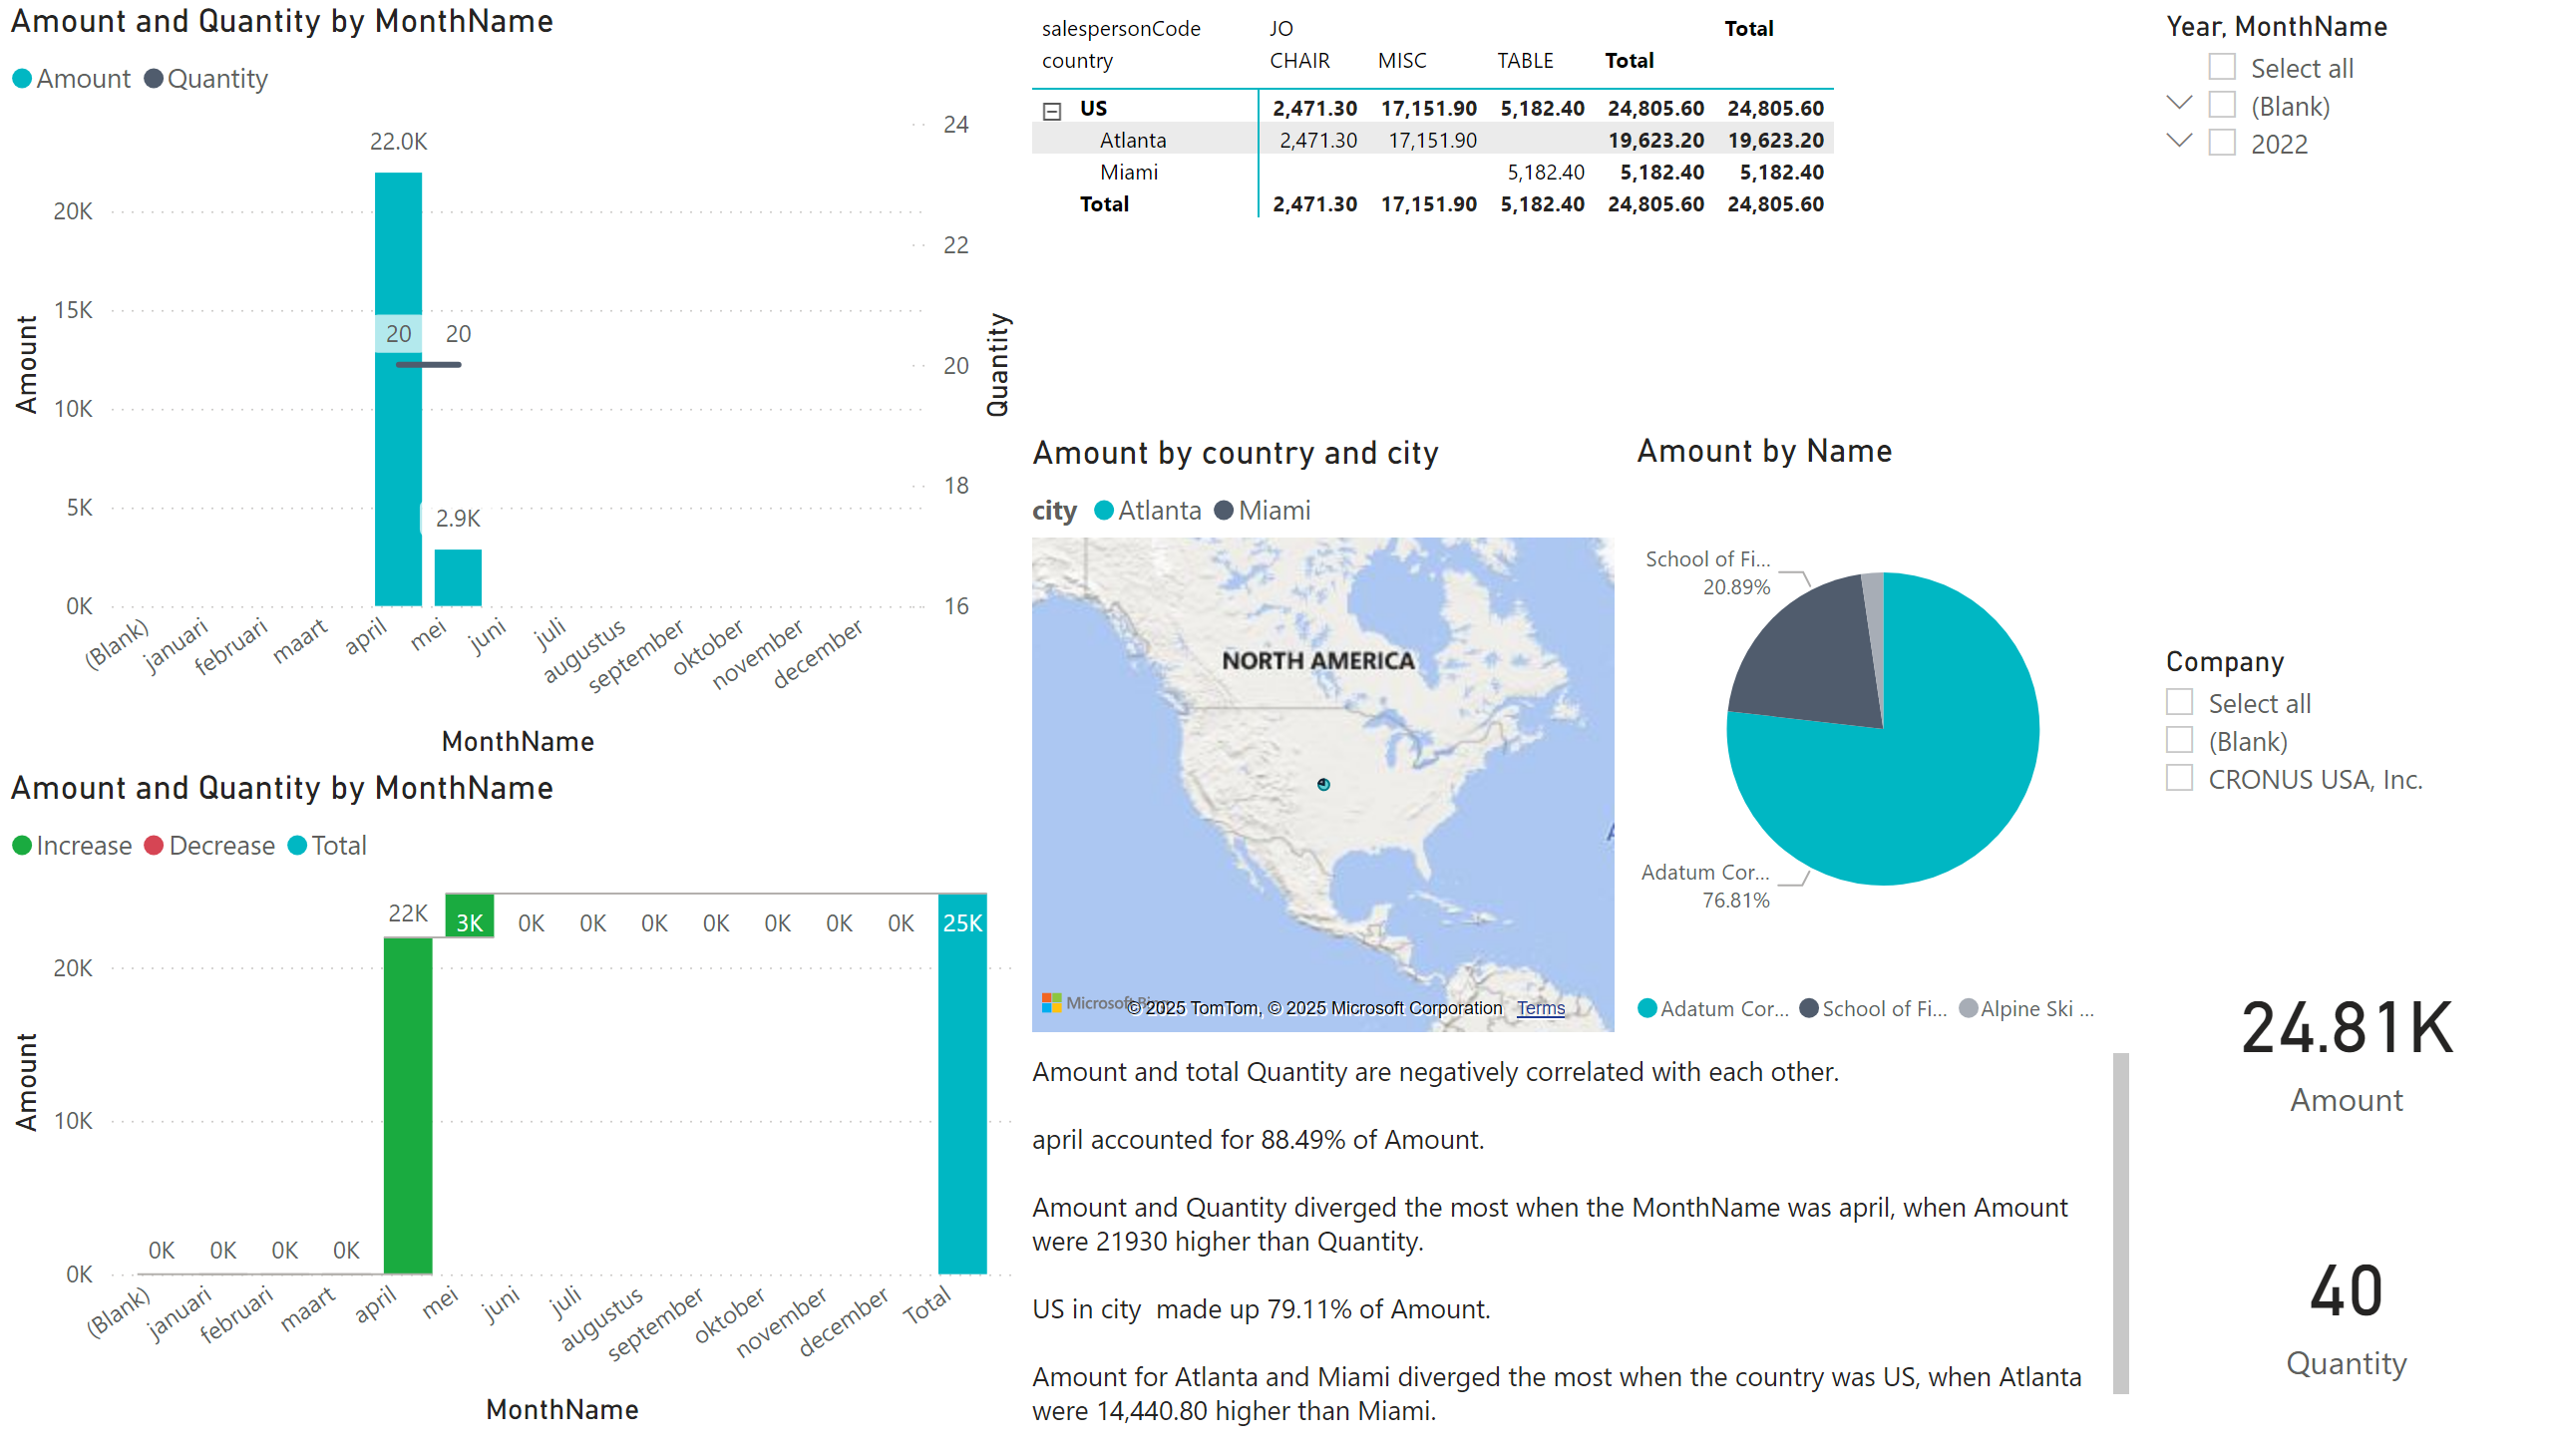 Amount and Quantity by MonthName
Amount Quantity
22.0K
24
20K
22
15K
20 20
20
10K
18
5K
2.9K
0K
16
Amount
Quantity
(Blank) januari februari maart april mei juni juli augustus september oktober november december
MonthName
Amount and Quantity by MonthName
Increase Decrease Total
22K 3K 0K 0K 0K 0K 0K 0K 0K 25K
20K
10K
0K 0K 0K 0K
0K
Amount
(Blank) januari februari maart april mei juni juli augustus september oktober november december Total
MonthName
salespersonCode JO Total
country CHAIR MISC TABLE Total
US 2,471.30 17,151.90 5,182.40 24,805.60 24,805.60
Atlanta 2,471.30 17,151.90 19,623.20 19,623.20
Miami 5,182.40 5,182.40 5,182.40
Total 2,471.30 17,151.90 5,182.40 24,805.60 24,805.60
Amount by country and city
city Atlanta Miami
NORTH AMERICA
Microsoft Bing
© 2025 TomTom, © 2025 Microsoft Corporation Terms
Amount by Name
School of Fi...
20.89%
Adatum Cor...
76.81%
Adatum Cor... School of Fi... Alpine Ski ...
Amount and total Quantity are negatively correlated with each other.
april accounted for 88.49% of Amount.
Amount and Quantity diverged the most when the MonthName was april, when Amount
were 21930 higher than Quantity.
US in city made up 79.11% of Amount.
Amount for Atlanta and Miami diverged the most when the country was US, when Atlanta
were 14,440.80 higher than Miami.
Year, MonthName
Select all
(Blank)
2022
Company
Select all
(Blank)
CRONUS USA, Inc.
24.81K
Amount
40
Quantity